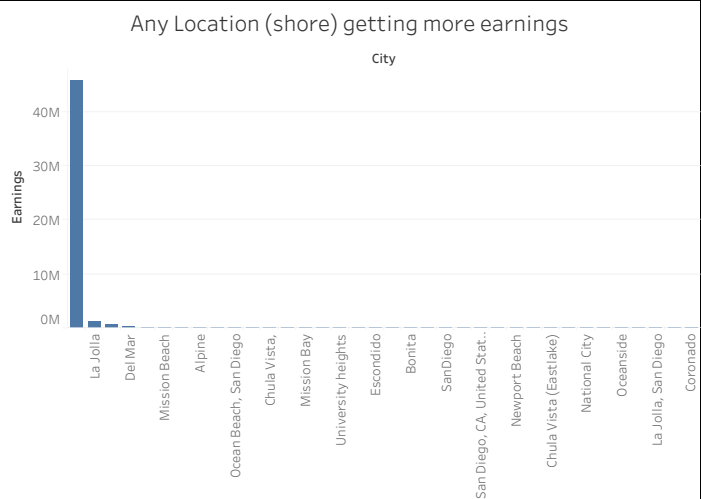 Any Location (shore) getting more earnings
City
Earnings
40M
30M
20M
10M
0M
La Jolla
Del Mar
Mission Beach
Alpine
Ocean Beach, San Diego
Chula Vista,
Mission Bay
University heights
Escondido
Bonita
SanDiego
San Diego, CA, United Stat..
Newport Beach
Chula Vista (Eastlake)
National City
Oceanside
La Jolla, San Diego
Coronado